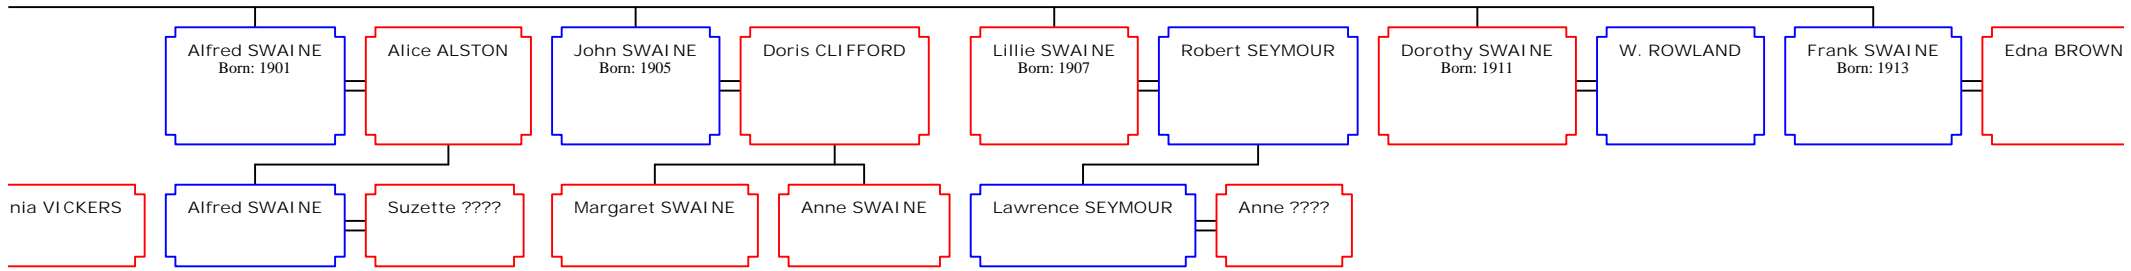 Alfred SWAINE
Born: 1901
Alice ALSTON
John SWAINE
Born: 1905
Doris CLIFFORD
Lillie SWAINE
Born: 1907
Robert SEYMOUR
Dorothy SWAINE
Born: 1911
W. ROWLAND
Frank SWAINE
Born: 1913
Edna BROWN
nia VICKERS
Alfred SWAINE
Suzette ????
Margaret SWAINE
Anne SWAINE
Lawrence SEYMOUR
Anne ????